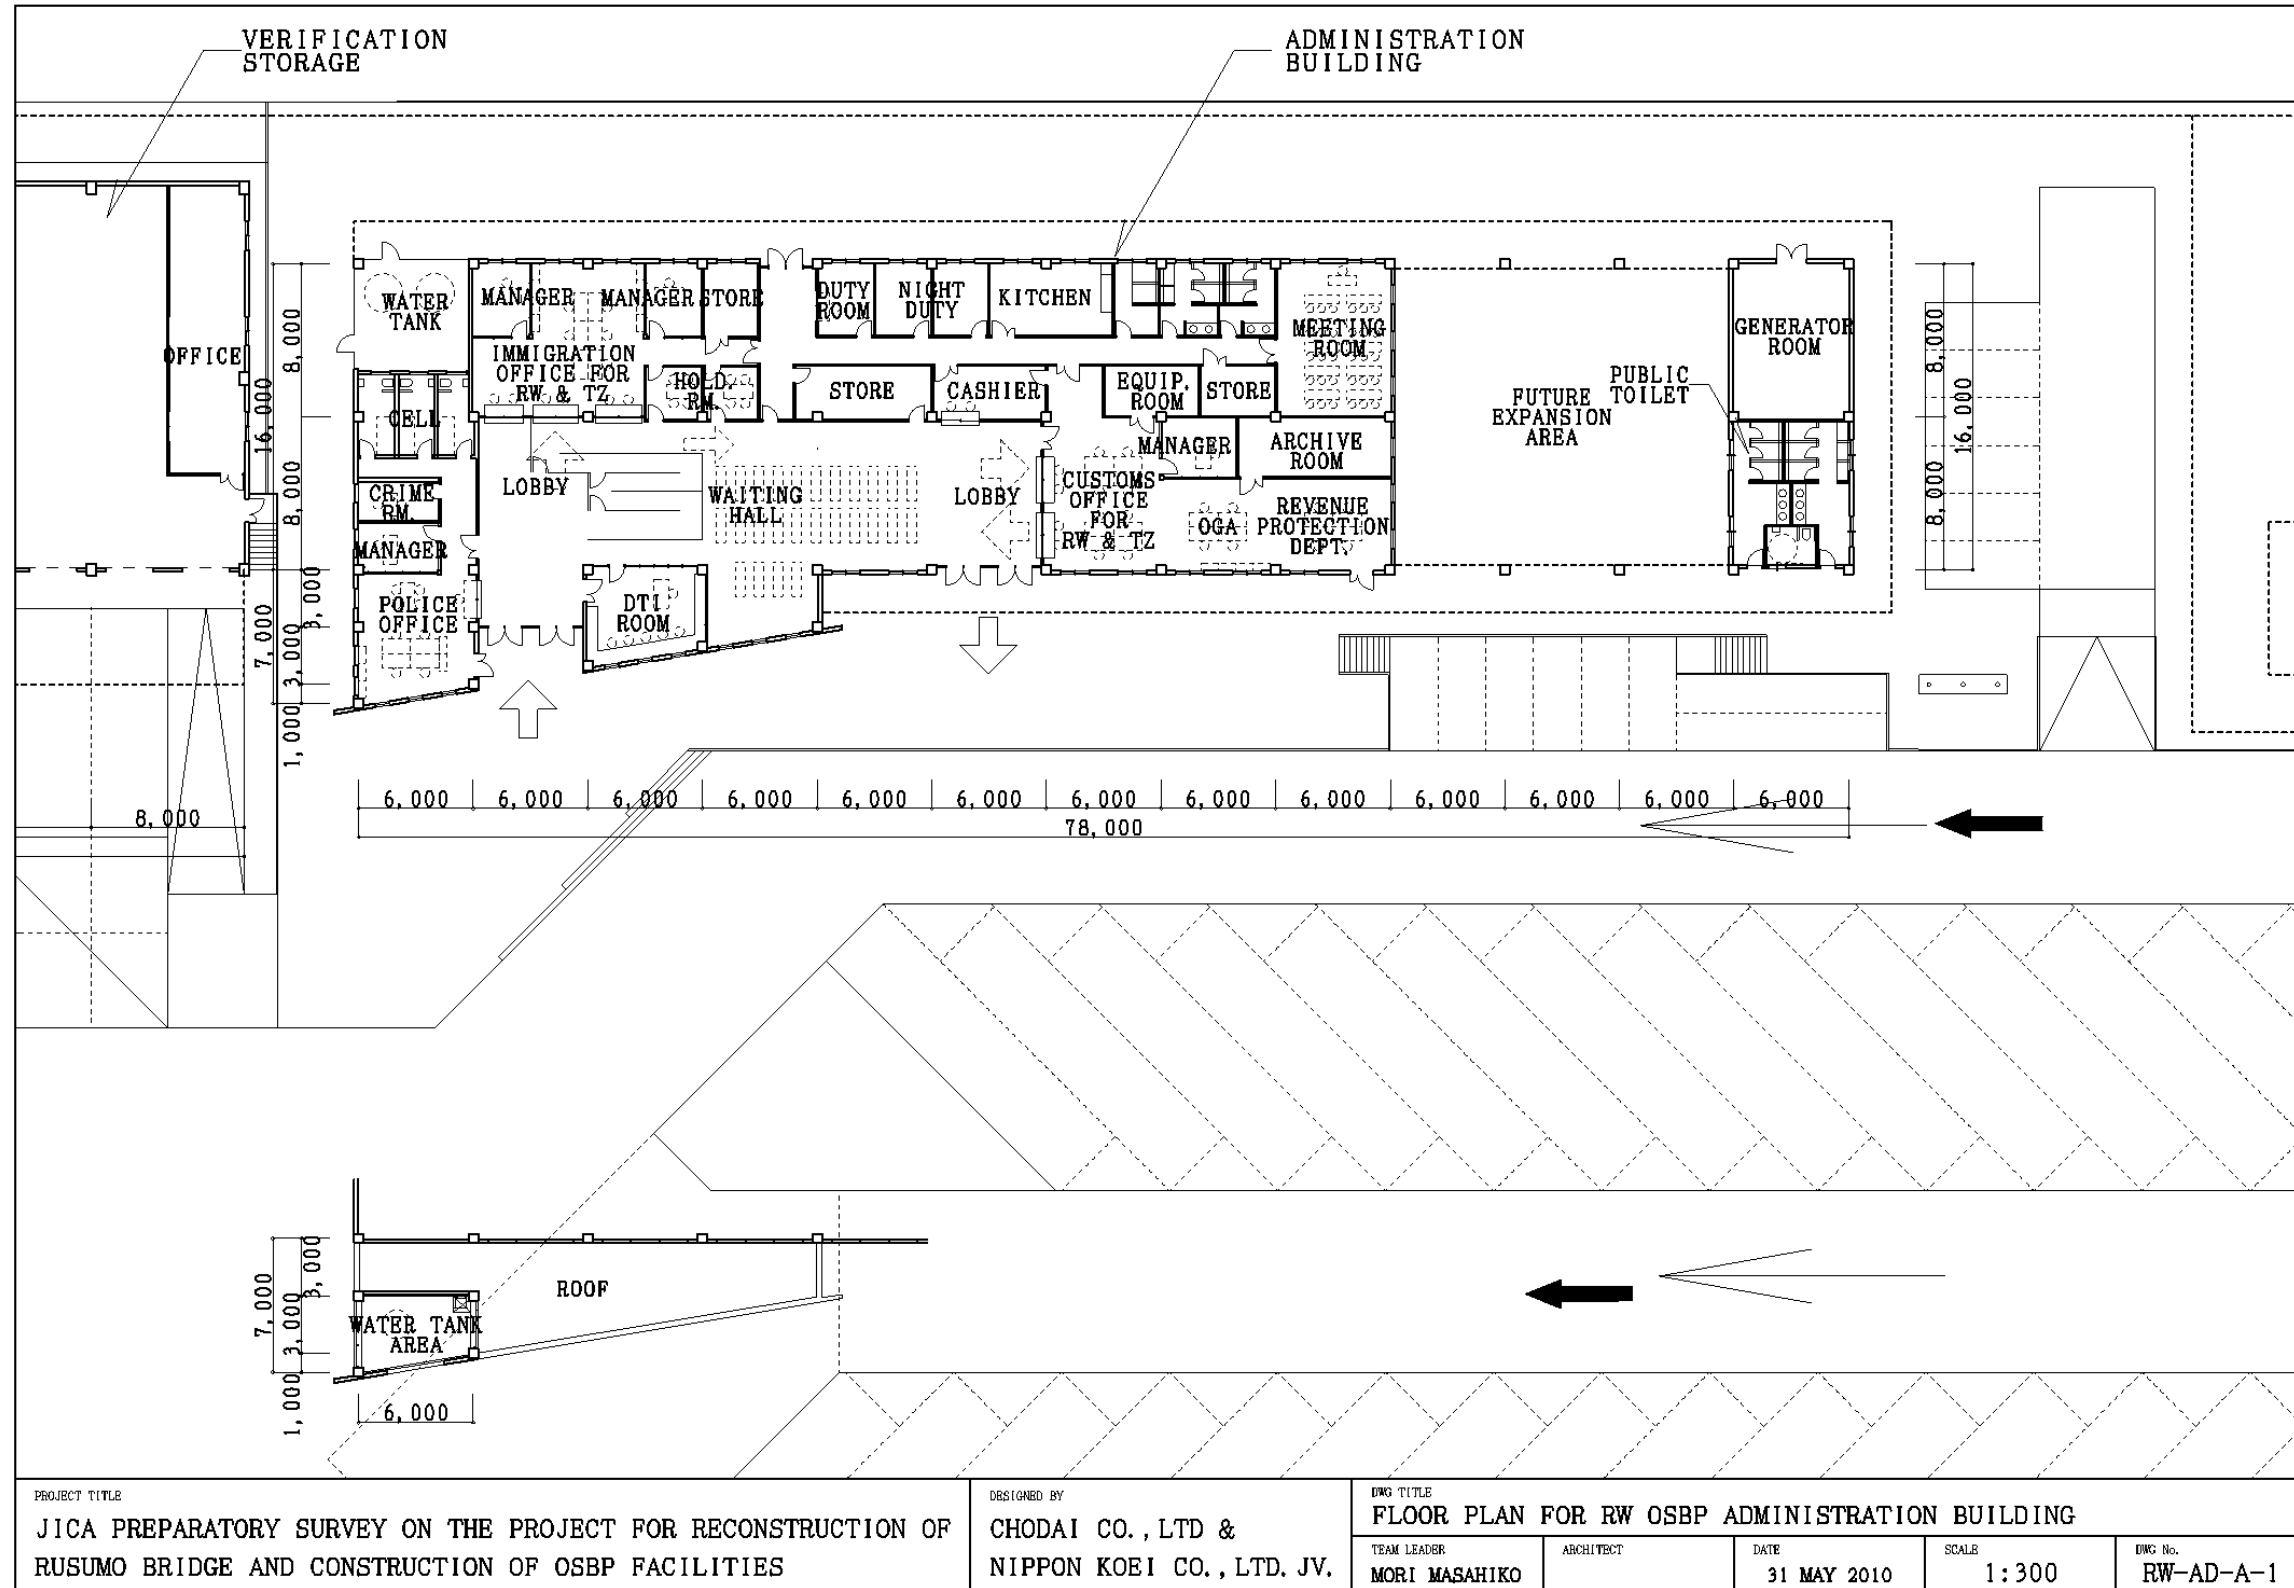 VERIFICATION
STORAGE
ADMINISTRATION
BUILDING
OFFICE
WATER
TANK
MANAGER
MANAGER
STORE
DUTY
ROOM
NIGHT
DUTY
KITCHEN
MEETING
ROOM
GENERATOR
ROOM
IMMIGRATION
OFFICE FOR
RW & TZ
HOLD.
RM.
STORE
CASHIER
EQUIP.
ROOM
STORE
FUTURE
EXPANSION
AREA
PUBLIC
TOILET
CELL
MANAGER
ARCHIVE
ROOM
CRIME
RM.
LOBBY
WAITING
HALL
LOBBY
CUSTOMS
OFFICE
FOR
RW & TZ
OGA
REVENUE
PROTECTION
DEPT.
MANAGER
POLICE
OFFICE
DTI
ROOM
16,000
8,000
8,000
7,000
3,000
3,000
1,000
8,000
8,000
16,000
6,000 6,000 6,000 6,000 6,000 6,000 6,000 6,000 6,000 6,000 6,000 6,000 6,000
78,000
8,000
ROOF
WATER TANK
AREA
7,000
3,000
3,000
1,000
6,000
PROJECT TITLE
JICA PREPARATORY SURVEY ON THE PROJECT FOR RECONSTRUCTION OF
RUSUMO BRIDGE AND CONSTRUCTION OF OSBP FACILITIES
DESIGNED BY
CHODAI CO.,LTD &
NIPPON KOEI CO.,LTD. JV.
DWG TITLE
FLOOR PLAN FOR RW OSBP ADMINISTRATION BUILDING
TEAM LEADER
MORI MASAHIKO
ARCHITECT
DATE
31 MAY 2010
SCALE
1:300
DWG No.
RW-AD-A-1